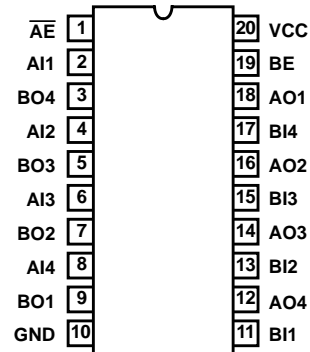 A̅E̅ 1 20 VCC
AI1 2 19 BE
BO4 3 18 AO1
AI2 4 17 BI4
BO3 5 16 AO2
AI3 6 15 BI3
BO2 7 14 AO3
AI4 8 13 BI2
BO1 9 12 AO4
GND 10 11 BI1